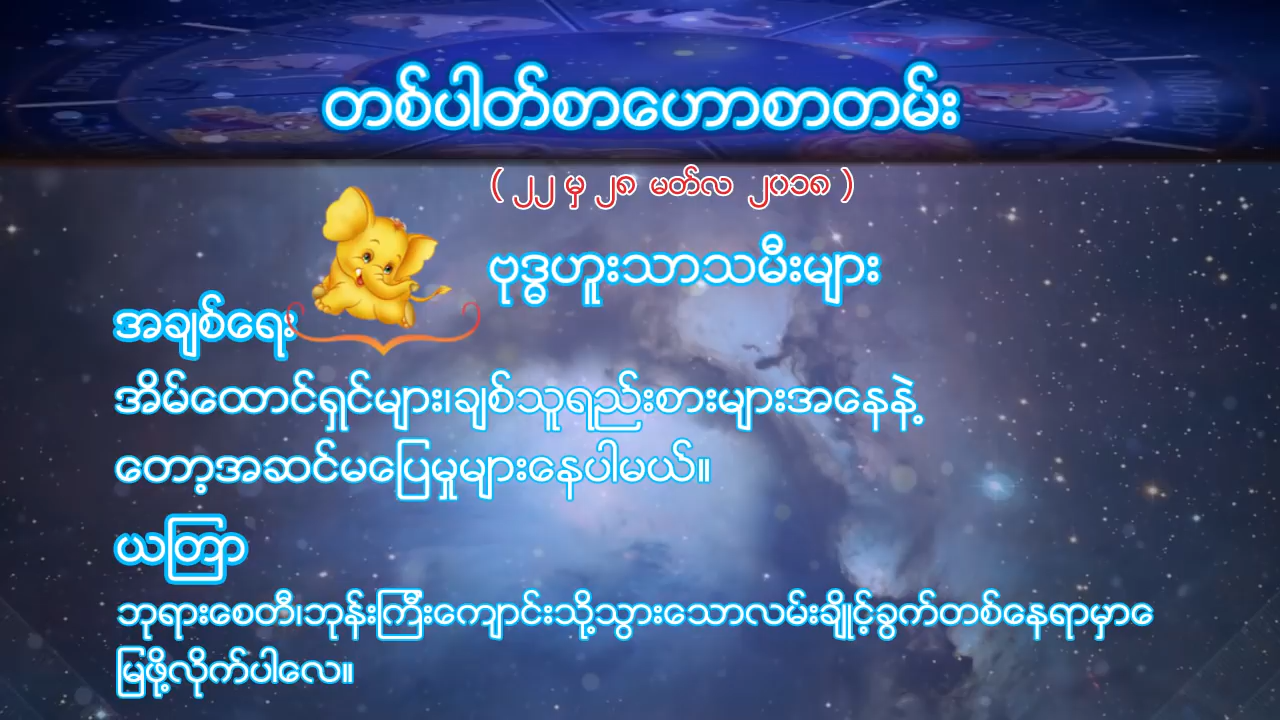 တစ်ပါတ်စာဟောစာတမ်း
( ၂၂ မှ ၂၈ မတ်လ ၂၀၁၈ )
ဗုဒ္ဓဟူးသာသမီးများ
အချစ်ရေး
အိမ်ထောင်ရှင်များ၊ချစ်သူရည်းစားများအနေနဲ့
တော့အဆင်မပြေမှုများနေပါမယ်။
ယတြာ
ဘုရားစေတီ၊ဘုန်းကြီးကျောင်းသို့သွားသောလမ်းချိုင့်ခွက်တစ်နေရာမှာေ
မြဖို့လိုက်ပါလေ။